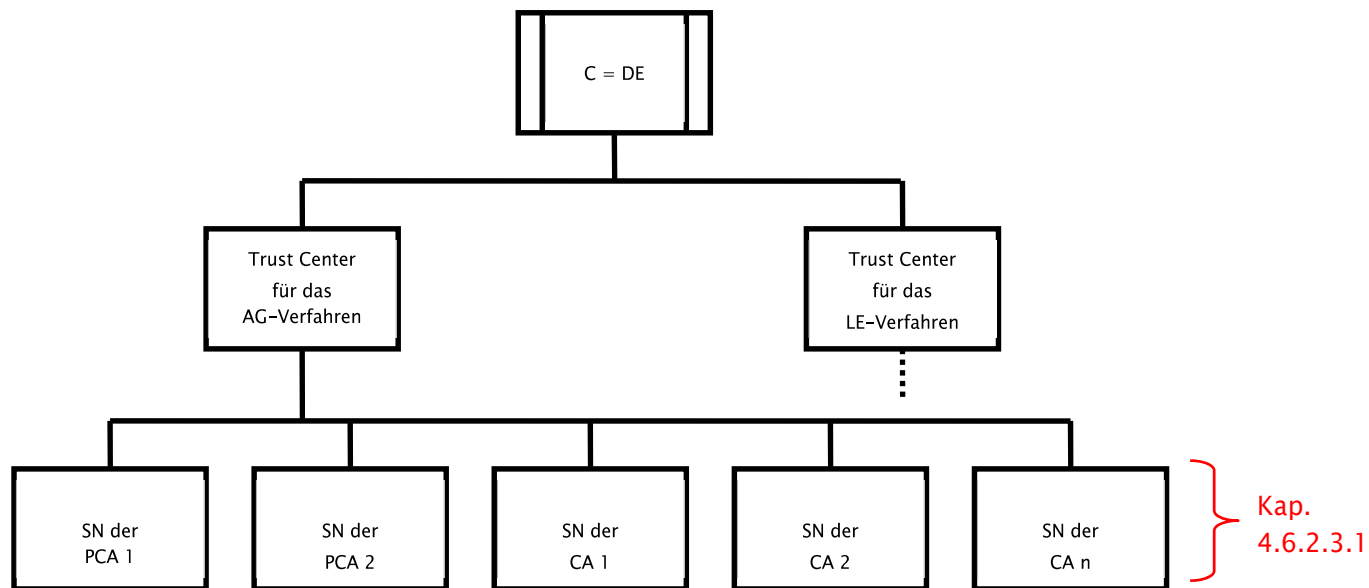 C = DE
Trust Center
für das
AG-Verfahren
Trust Center
für das
LE-Verfahren
SN der
PCA 1
SN der
PCA 2
SN der
CA 1
SN der
CA 2
SN der
CA n
Kap.
4.6.2.3.1